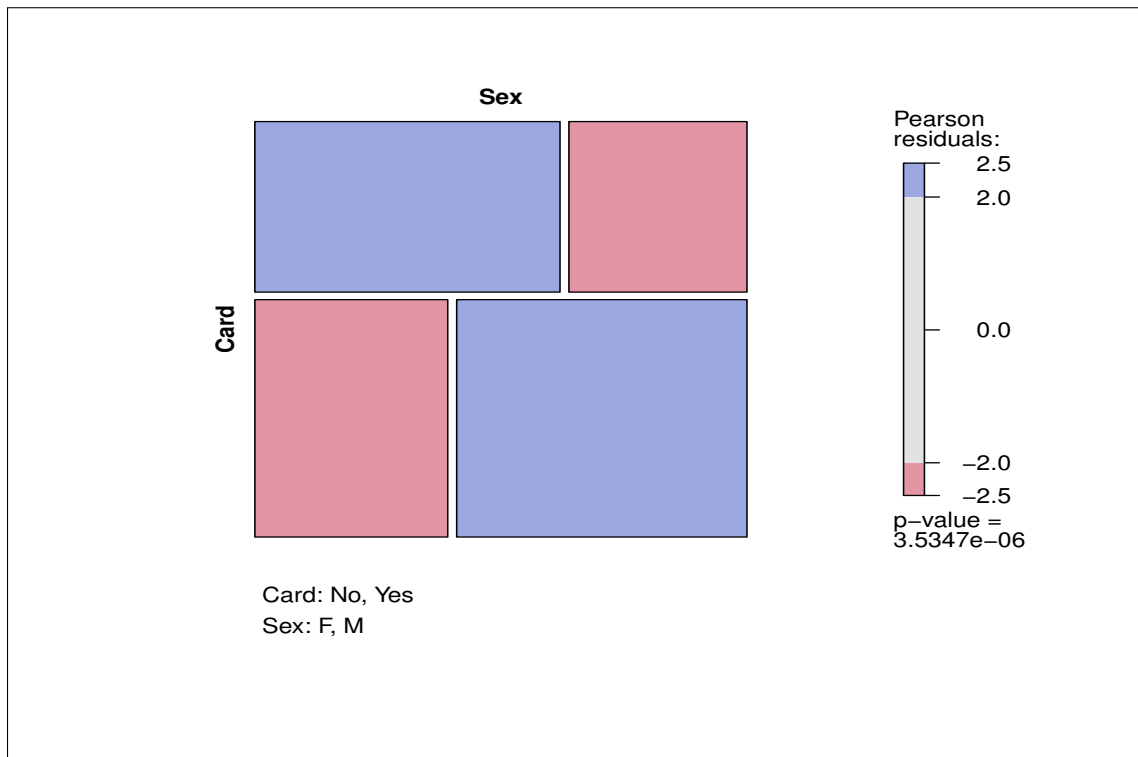 Sex
Card
Pearson
residuals:
2.5
2.0
0.0
−2.0
−2.5
p−value =
3.5347e−06
Card: No, Yes
Sex: F, M